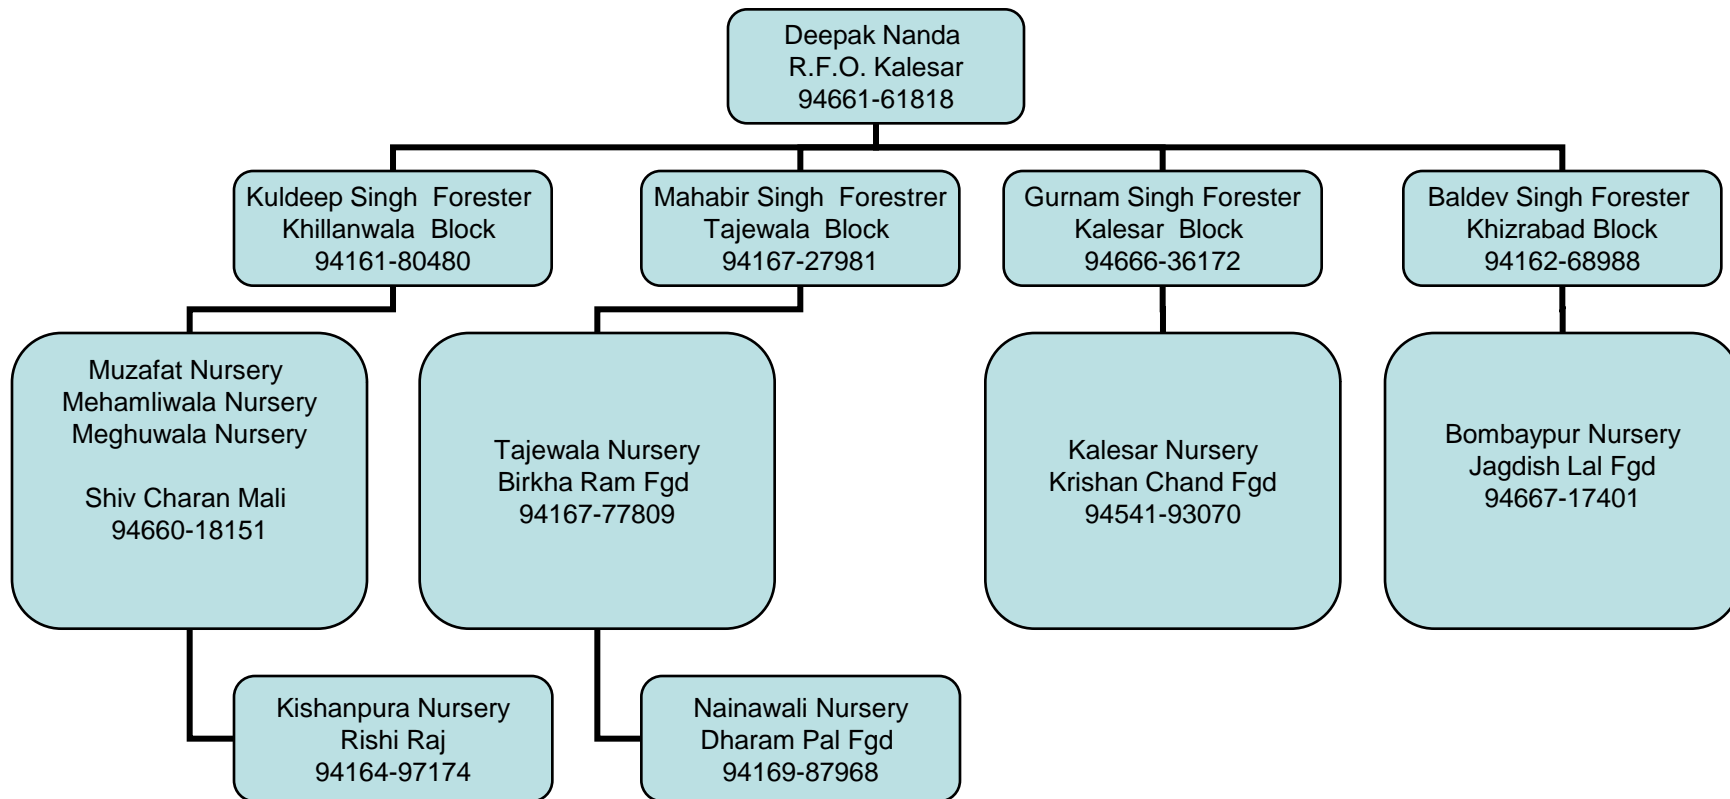 Deepak Nanda
R.F.O. Kalesar
94661-61818
Kuldeep Singh Forester
Khillanwala Block
94161-80480
Mahabir Singh Forestrer
Tajewala Block
94167-27981
Gurnam Singh Forester
Kalesar Block
94666-36172
Baldev Singh Forester
Khizrabad Block
94162-68988
Muzafat Nursery
Mehamliwala Nursery
Meghuwala Nursery
Shiv Charan Mali
94660-18151
Tajewala Nursery
Birkha Ram Fgd
94167-77809
Kalesar Nursery
Krishan Chand Fgd
94541-93070
Bombaypur Nursery
Jagdish Lal Fgd
94667-17401
Kishanpura Nursery
Rishi Raj
94164-97174
Nainawali Nursery
Dharam Pal Fgd
94169-87968